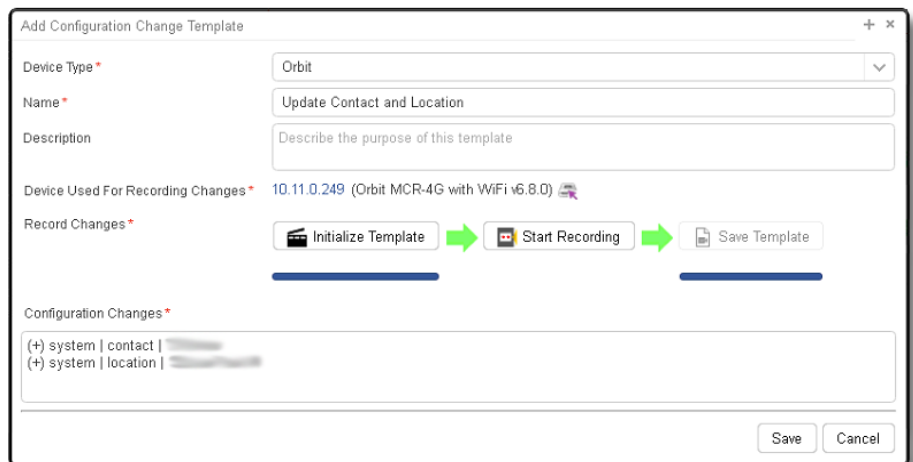 Add Configuration Change Template
Device Type *
Orbit
Name *
Update Contact and Location
Description
Describe the purpose of this template
Device Used For Recording Changes *
10.11.0.249 (Orbit MCR-4G with WiFi v6.8.0)
Record Changes *
Initialize Template
Start Recording
Save Template
Configuration Changes *
(+) system | contact |
(+) system | location |
Save
Cancel